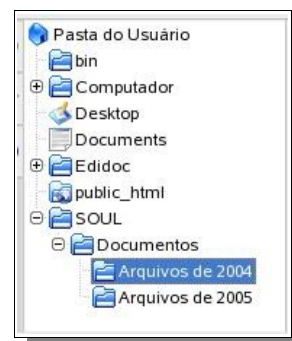 Pasta do Usuário
bin
Computador
Desktop
Documents
Edidoc
public_html
SOUL
Documentos
Arquivos de 2004
Arquivos de 2005